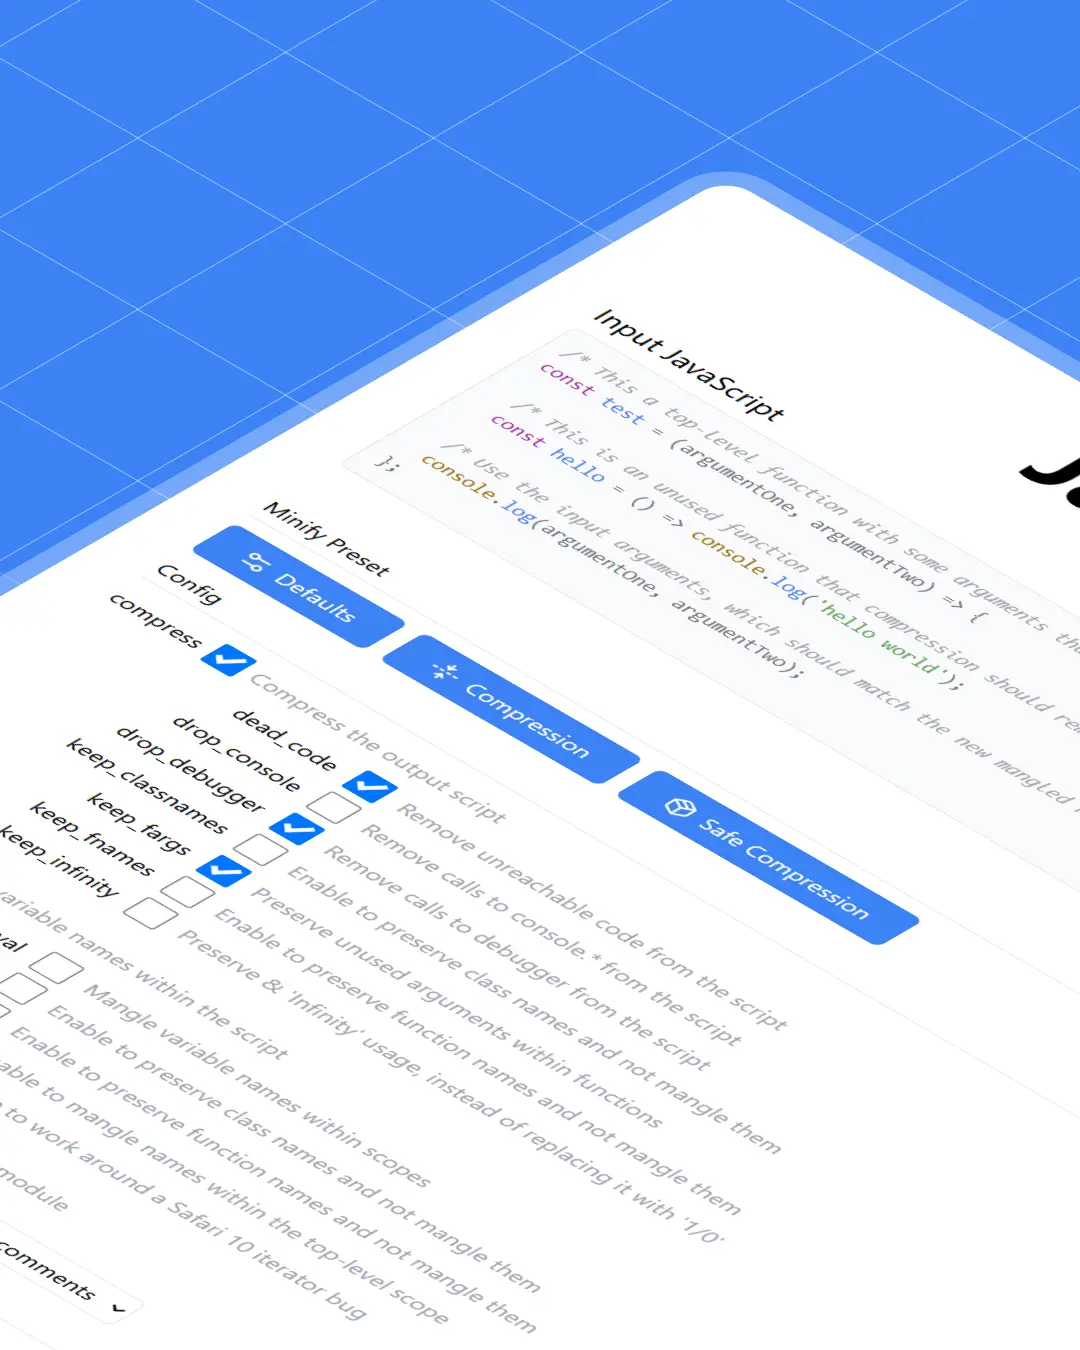 Ja
Input JavaScript
/* This a top-level function with some arguments tha
const test = (argumentOne, argumentTwo) => {
/* This is an unused function that compression should re
const hello = () => console.log('hello world');
/* Use the input arguments, which should match the new mangled
console.log(argumentOne, argumentTwo);
};
Minify Preset
Defaults
Compression
Safe Compression
Config
compress
Compress the output script
dead_code
Remove unreachable code from the script
drop_console
Remove calls to console.* from the script
drop_debugger
Remove calls to debugger from the script
keep_classnames
Enable to preserve class names and not mangle them
keep_fargs
Preserve unused arguments within functions
keep_fnames
Enable to preserve function names and not mangle them
keep_infinity
Preserve & 'Infinity' usage, instead of replacing it with '1/0'
variable names within the script
val
Mangle variable names within scopes
Enable to preserve class names and not mangle them
Enable to preserve function names and not mangle them
able to mangle names within the top-level scope
to work around a Safari 10 iterator bug
module
comments